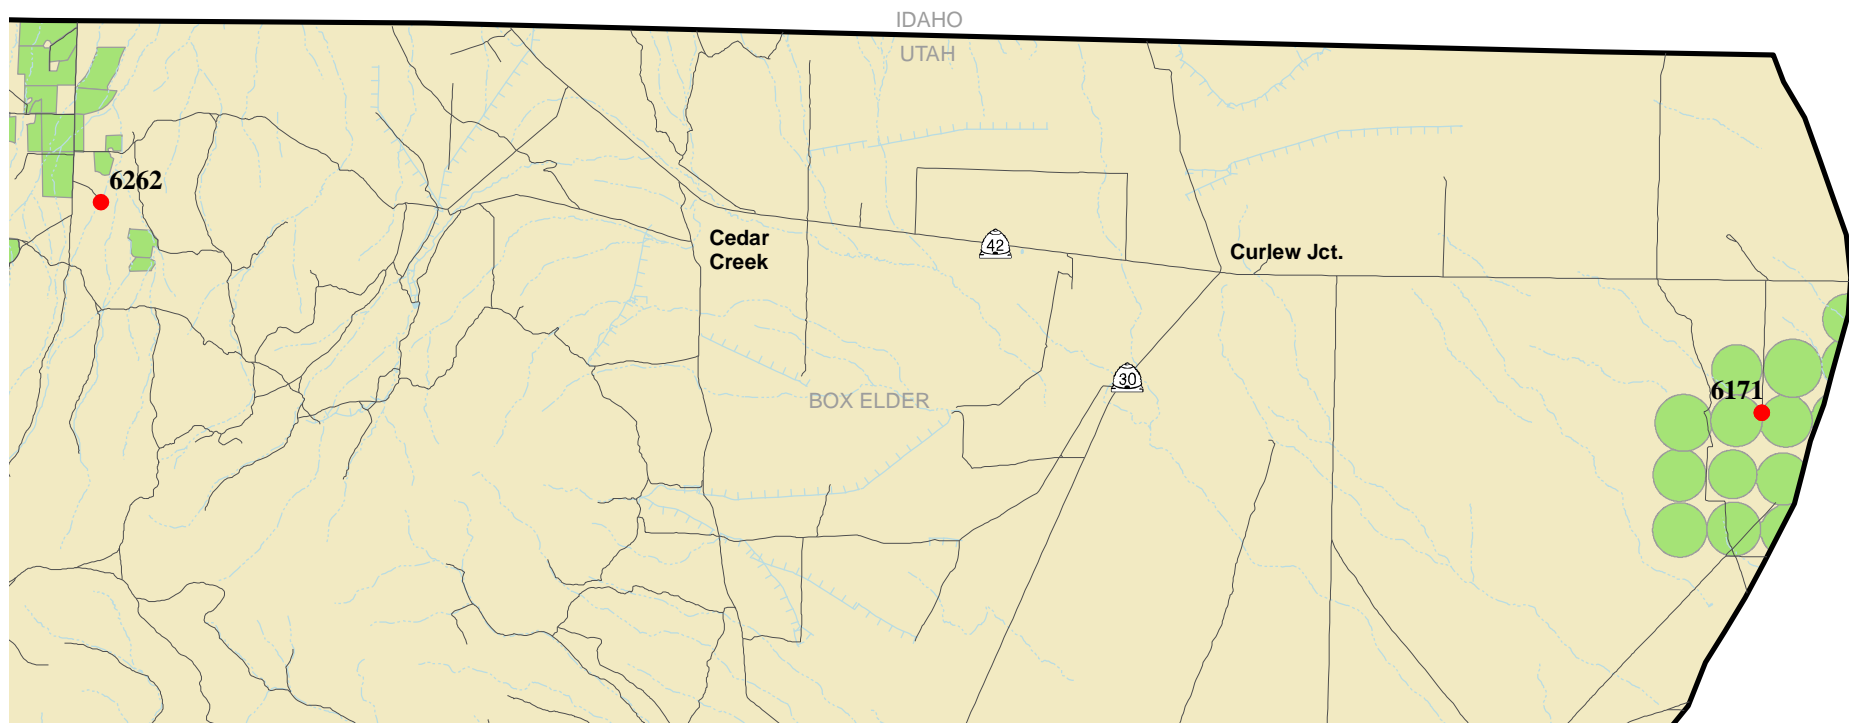 IDAHO
UTAH
6262
Cedar
Creek
42
Curlew Jct.
30
6171
BOX ELDER